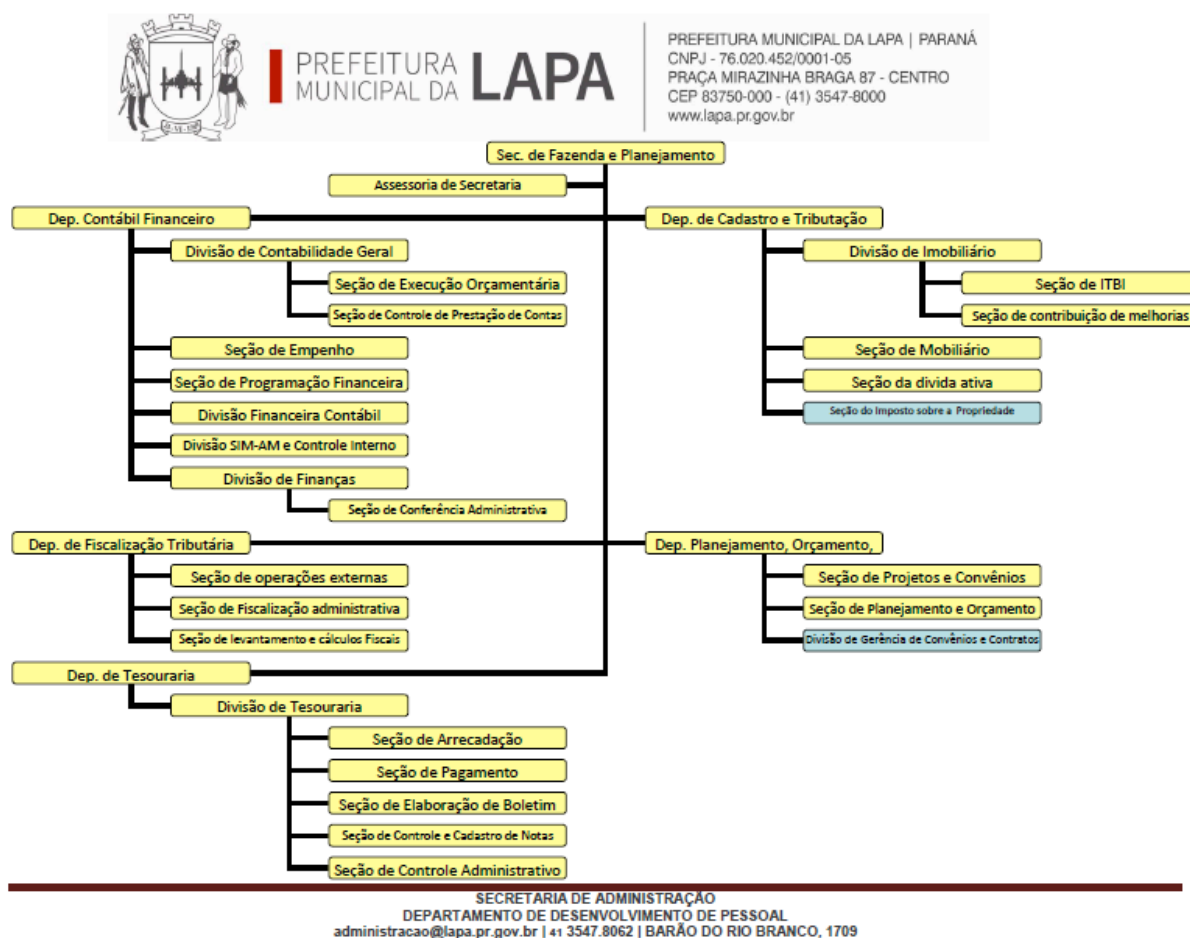 PREFEITURA
MUNICIPAL DA LAPA
PREFEITURA MUNICIPAL DA LAPA | PARANÁ
CNPJ - 76.020.452/0001-05
PRAÇA MIRAZINHA BRAGA 87 - CENTRO
CEP 83750-000 - (41) 3547-8000
www.lapa.pr.gov.br
Sec. de Fazenda e Planejamento
Assessoria de Secretaria
Dep. Contábil Financeiro
Divisão de Contabilidade Geral
Seção de Execução Orçamentária
Seção de Controle de Prestação de Contas
Seção de Empenho
Seção de Programação Financeira
Divisão Financeira Contábil
Divisão SIM-AM e Controle Interno
Divisão de Finanças
Seção de Conferência Administrativa
Dep. de Cadastro e Tributação
Divisão de Imobiliário
Seção de ITBI
Seção de contribuição de melhorias
Seção de Mobiliário
Seção da divida ativa
Seção do Imposto sobre a Propriedade
Dep. de Fiscalização Tributária
Seção de operações externas
Seção de Fiscalização administrativa
Seção de levantamento e cálculos Fiscais
Dep. Planejamento, Orçamento,
Seção de Projetos e Convênios
Seção de Planejamento e Orçamento
Divisão de Gerência de Convênios e Contratos
Dep. de Tesouraria
Divisão de Tesouraria
Seção de Arrecadação
Seção de Pagamento
Seção de Elaboração de Boletim
Seção de Controle e Cadastro de Notas
Seção de Controle Administrativo
SECRETARIA DE ADMINISTRAÇÃO
DEPARTAMENTO DE DESENVOLVIMENTO DE PESSOAL
administracao@lapa.pr.gov.br | 41 3547.8062 | BARÃO DO RIO BRANCO, 1709